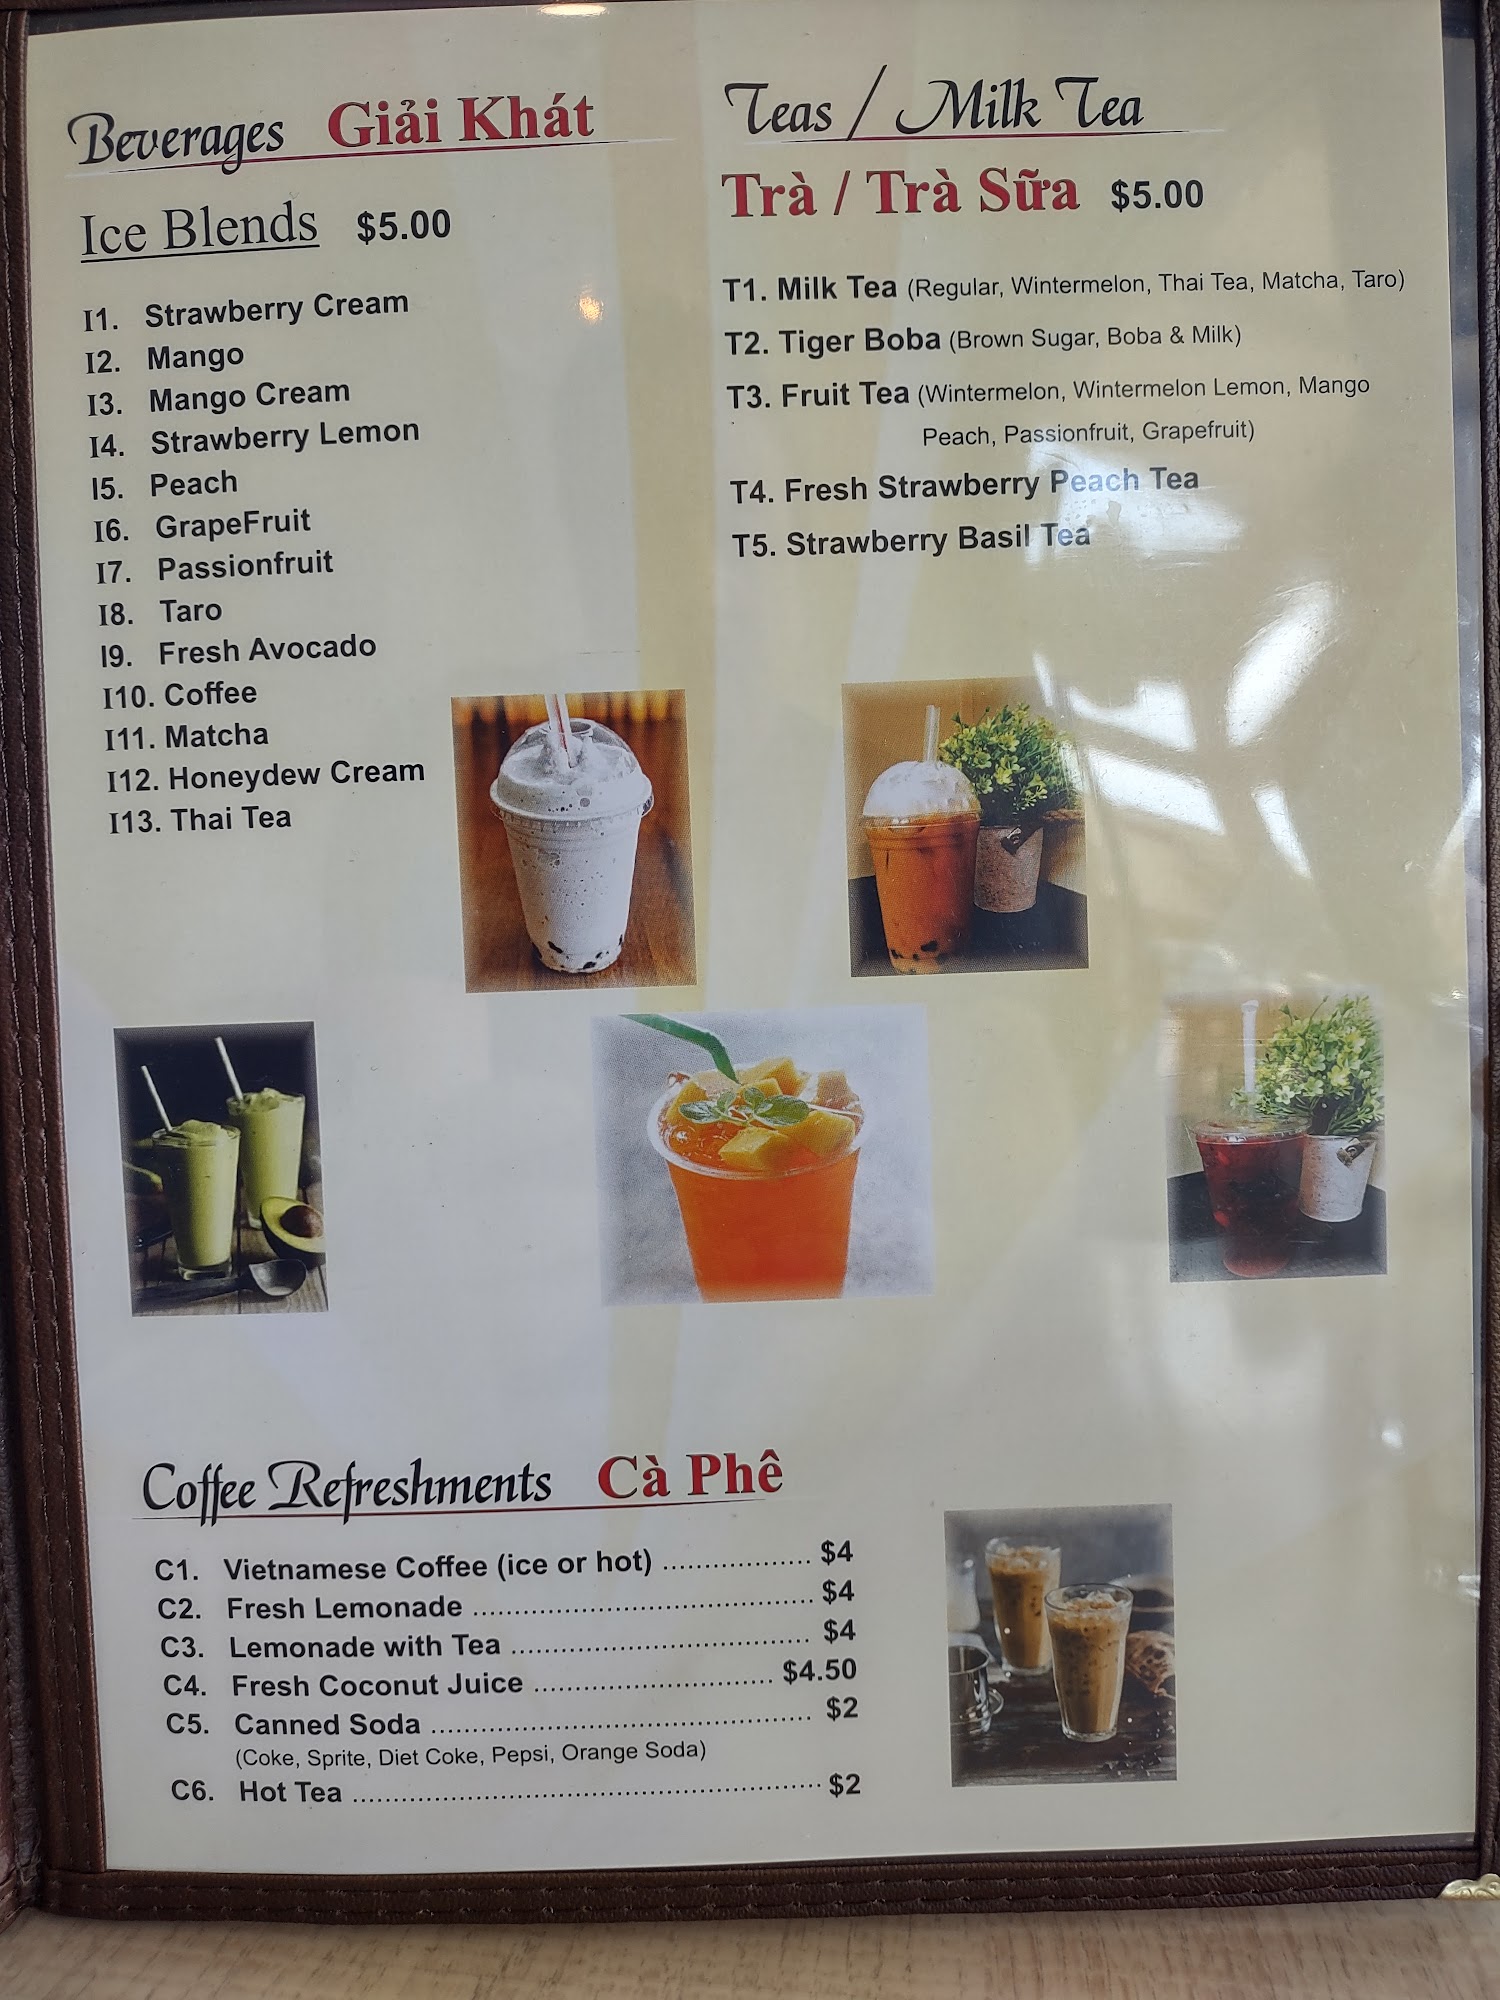 Beverages Giải Khát
Ice Blends $5.00
I1. Strawberry Cream
I2. Mango
I3. Mango Cream
I4. Strawberry Lemon
I5. Peach
I6. GrapeFruit
I7. Passionfruit
I8. Taro
I9. Fresh Avocado
I10. Coffee
I11. Matcha
I12. Honeydew Cream
I13. Thai Tea
Teas / Milk Tea
Trà / Trà Sữa $5.00
T1. Milk Tea (Regular, Wintermelon, Thai Tea, Matcha, Taro)
T2. Tiger Boba (Brown Sugar, Boba & Milk)
T3. Fruit Tea (Wintermelon, Wintermelon Lemon, Mango
Peach, Passionfruit, Grapefruit)
T4. Fresh Strawberry Peach Tea
T5. Strawberry Basil Tea
Coffee Refreshments Cà Phê
C1. Vietnamese Coffee (ice or hot) .................. $4
C2. Fresh Lemonade .......................................... $4
C3. Lemonade with Tea ..................................... $4
C4. Fresh Coconut Juice ............................. $4.50
C5. Canned Soda ............................................... $2
(Coke, Sprite, Diet Coke, Pepsi, Orange Soda)
C6. Hot Tea .......................................................... $2